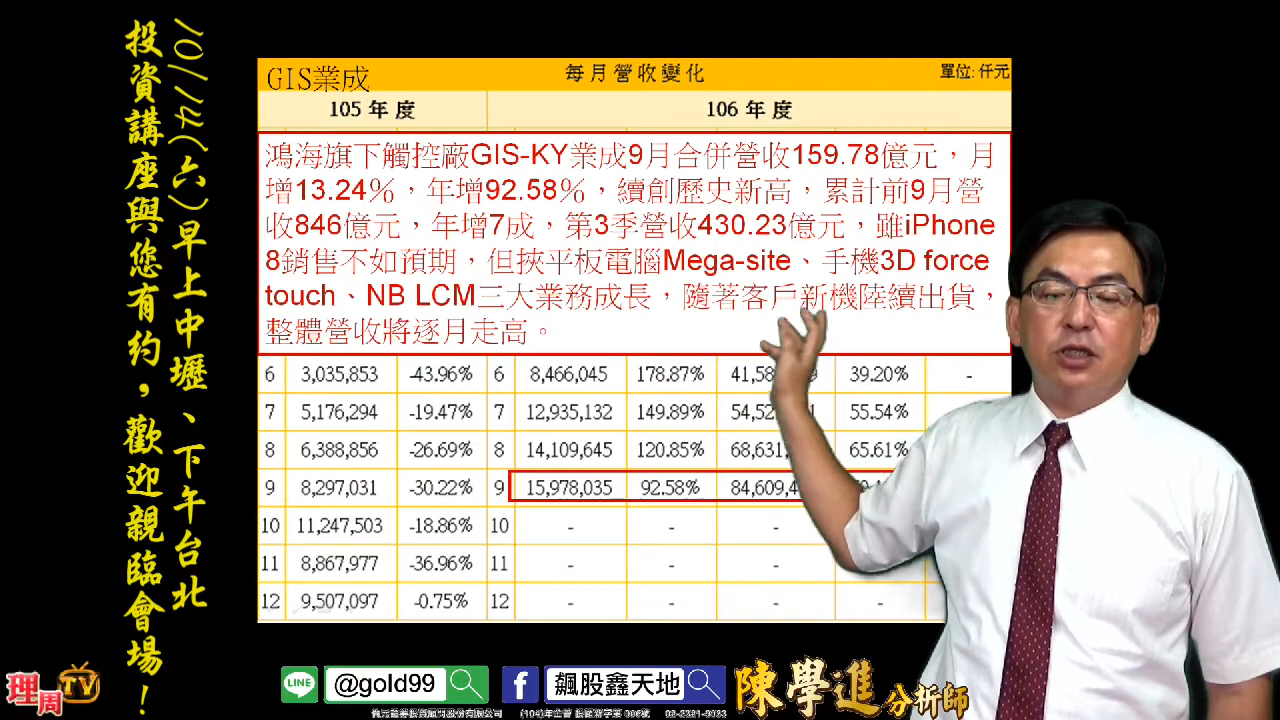 10/14(六)早上中壢、下午台北
投資講座與您有約，歡迎親臨會場！
GIS業成 每月營收變化 單位:仟元
105年度 106年度
鴻海旗下觸控廠GIS-KY業成9月合併營收159.78億元，月
增13.24%，年增92.58%，續創歷史新高，累計前9月營
收846億元，年增7成，第3季營收430.23億元，雖iPhone
8銷售不如預期，但挾平板電腦Mega-site、手機3D force
touch、NB LCM三大業務成長，隨著客戶新機陸續出貨，
整體營收將逐月走高。
6 3,035,853 -43.96% 6 8,466,045 178.87% 39.20% -
7 5,176,294 -19.47% 7 12,935,132 149.89% 55.54%
8 6,388,856 -26.69% 8 14,109,645 120.85% 65.61%
9 8,297,031 -30.22% 9 15,978,035 92.58%
10 11,247,503 -18.86% 10 - - -
11 8,867,977 -36.96% 11 - - -
12 9,507,097 -0.75% 12 - - - -
理周TV
LINE @gold99 f 飆股鑫天地 陳學進分析師